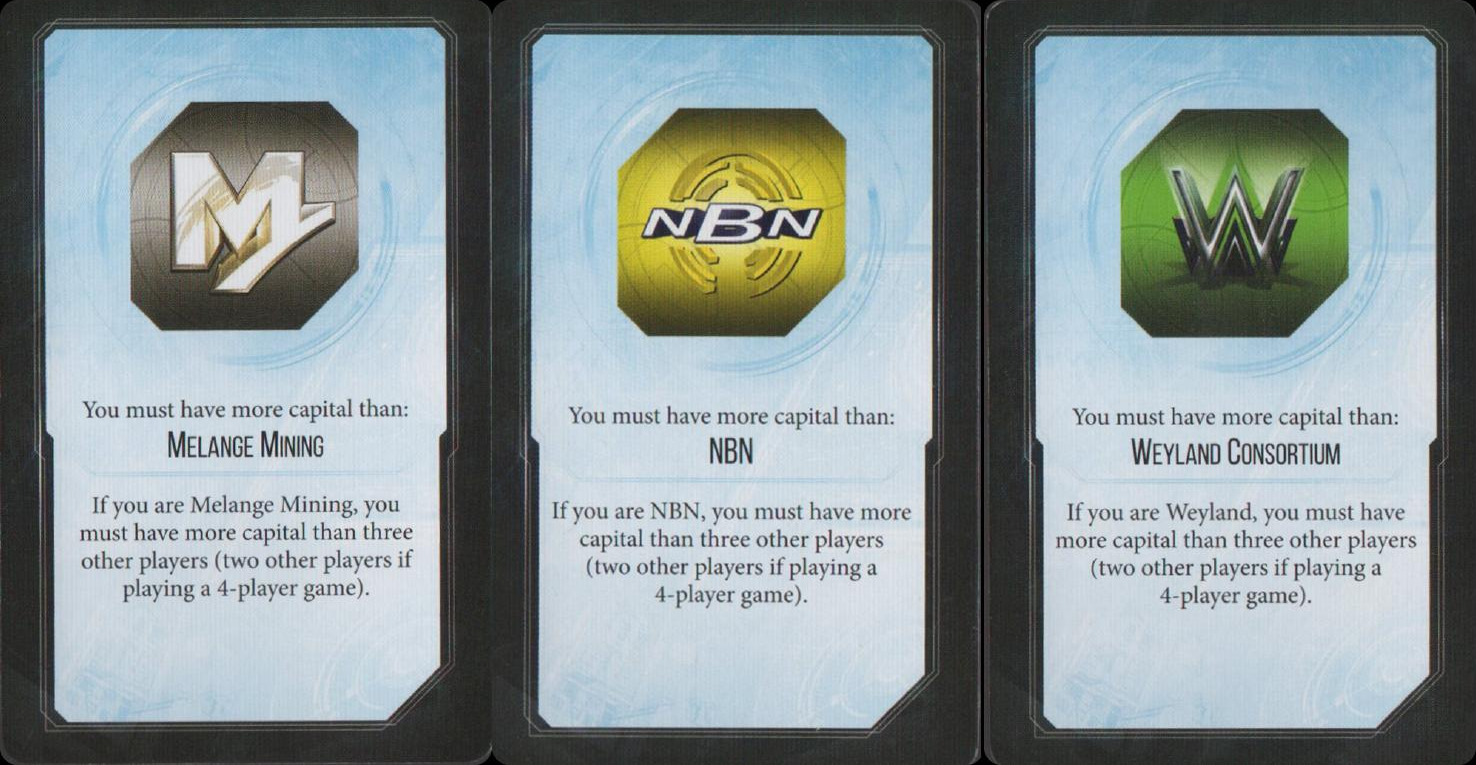 M
You must have more capital than:
MELANGE MINING
If you are Melange Mining, you
must have more capital than three
other players (two other players if
playing a 4-player game).
NBN
You must have more capital than:
NBN
If you are NBN, you must have more
capital than three other players
(two other players if playing a
4-player game).
W
You must have more capital than:
WEYLAND CONSORTIUM
If you are Weyland, you must have
more capital than three other players
(two other players if playing a
4-player game).